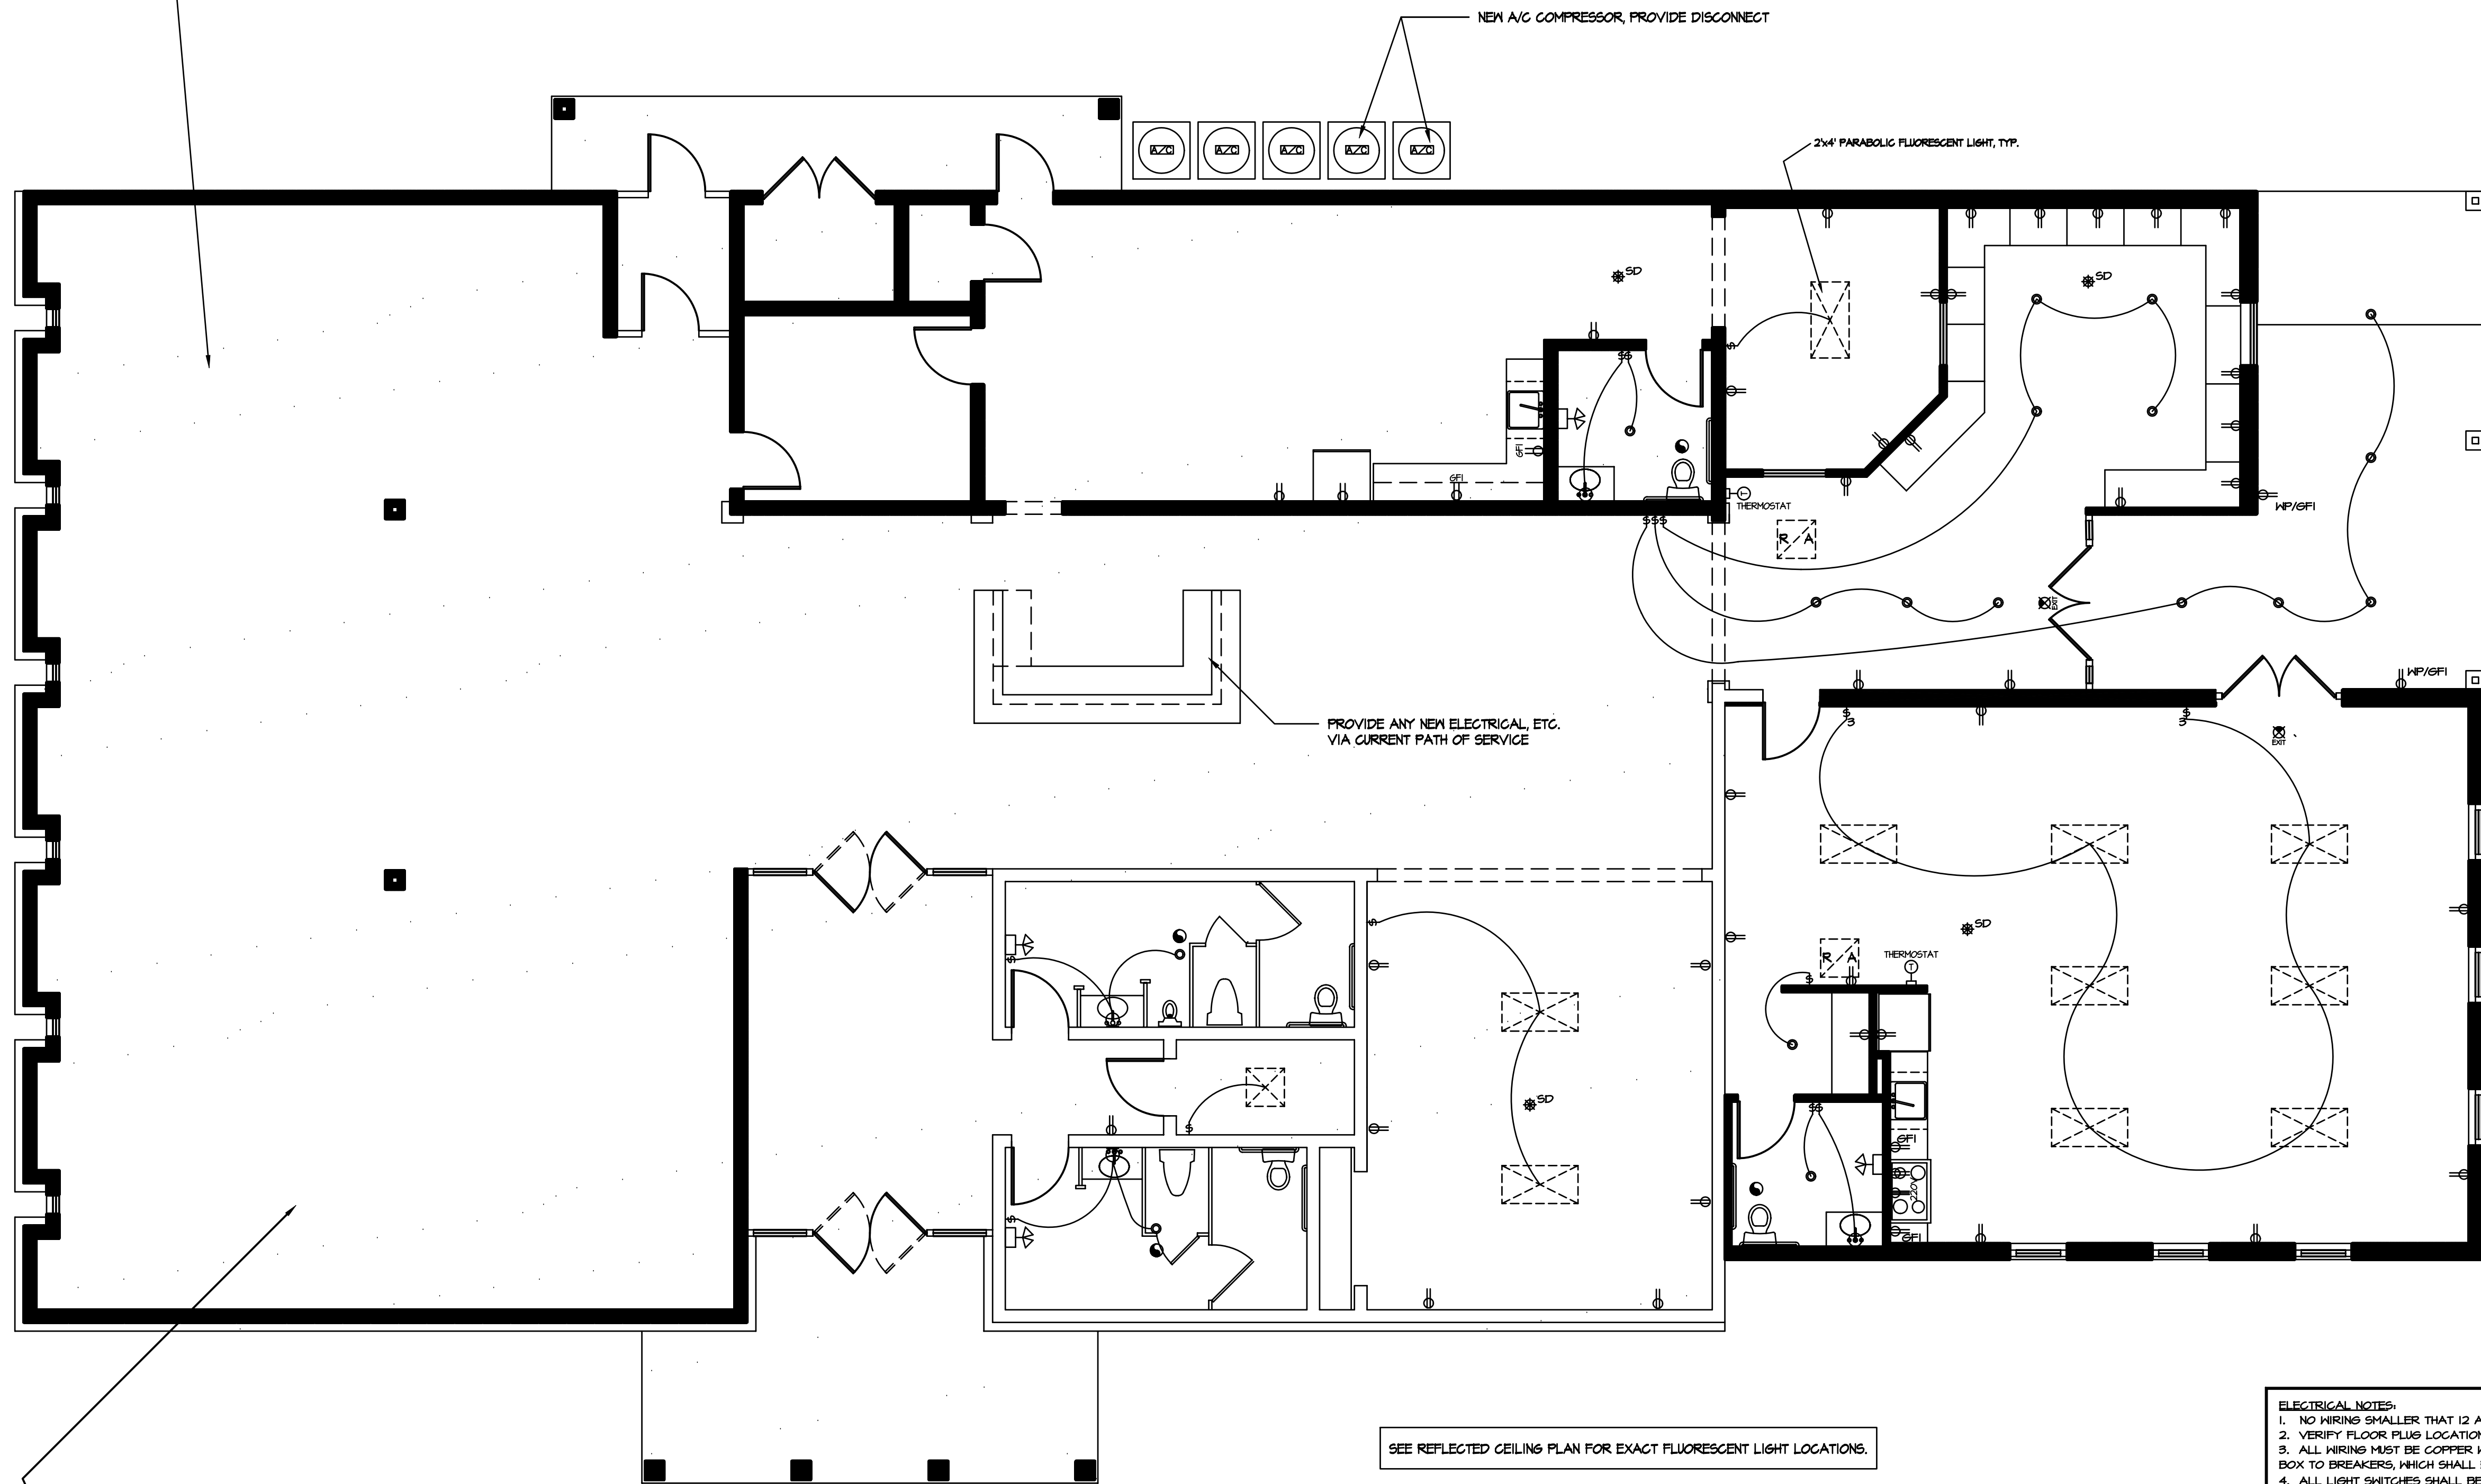 NEW A/C COMPRESSOR, PROVIDE DISCONNECT
A/C
A/C
A/C
A/C
A/C
2'x4' PARABOLIC FLUORESCENT LIGHT, TYP.
SD
SD
$
$$
GFI
GFI
T
THERMOSTAT
WP/GFI
$$$
R A
EXIT
WP/GFI
PROVIDE ANY NEW ELECTRICAL, ETC.
VIA CURRENT PATH OF SERVICE
$
3
$
3
EXIT
$
SD
THERMOSTAT
T
R A
$
$
SD
$
$$
GFI
220V
$
GFI
ELECTRICAL NOTES:
1. NO WIRING SMALLER THAT 12 A
2. VERIFY FLOOR PLUG LOCATION
3. ALL WIRING MUST BE COPPER W
BOX TO BREAKERS, WHICH SHALL
4. ALL LIGHT SWITCHES SHALL BE
SEE REFLECTED CEILING PLAN FOR EXACT FLUORESCENT LIGHT LOCATIONS.